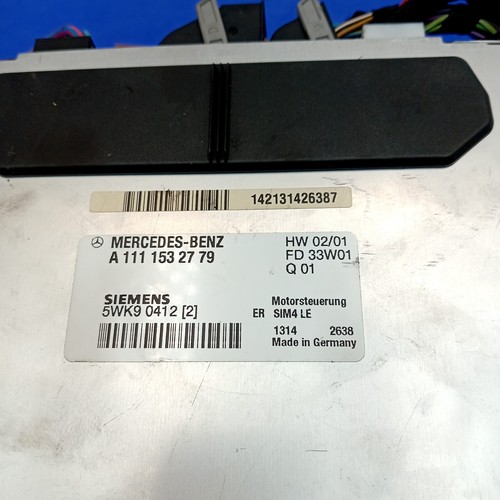 142131426387
MERCEDES-BENZ
A 111 153 27 79
HW 02/01
FD 33W01
Q 01
SIEMENS
5WK9 0412 [2]
Motorsteuerung
ER SIM4 LE
1314 2638
Made in Germany